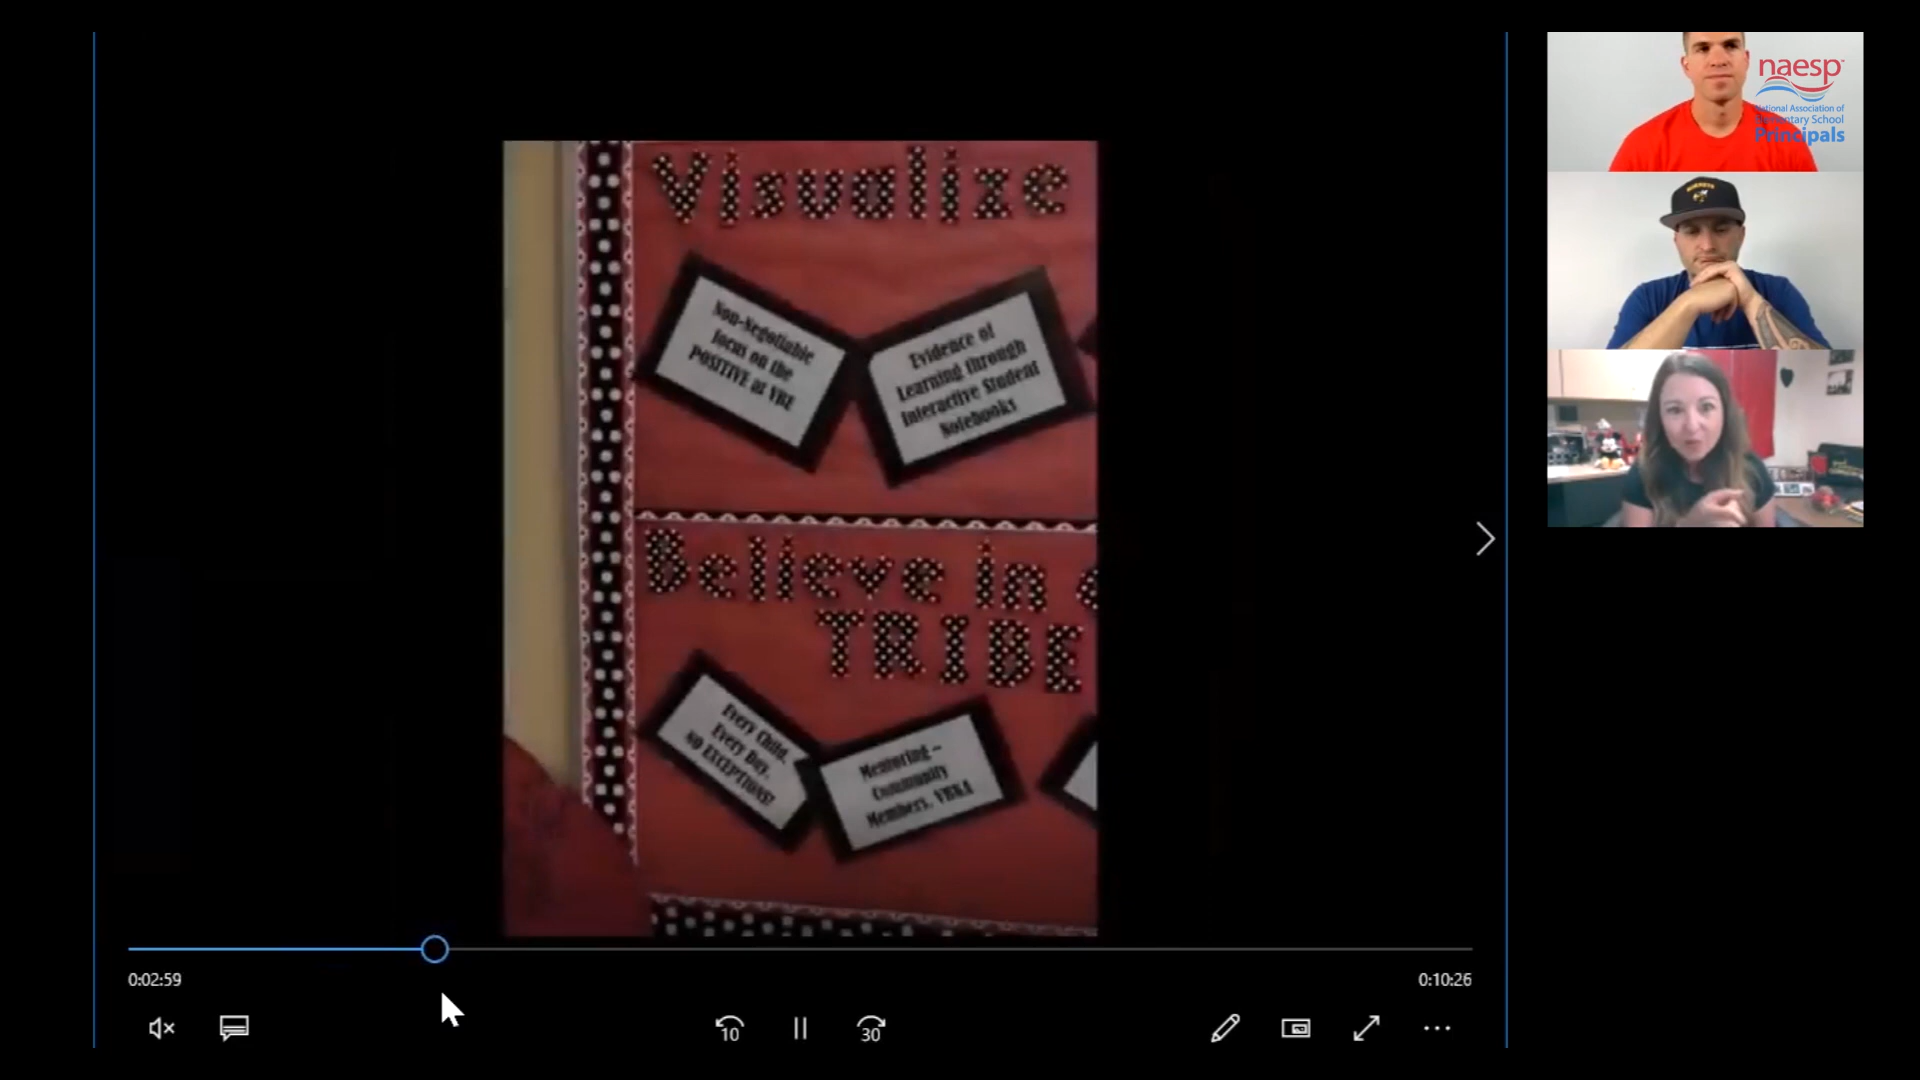 Visualize
Non-Negotiable
focus on the
POSITIVE at VBE
Evidence of
Learning through
Interactive Student
Notebooks
Believe in
TRIBE
Every Child,
Every Day,
NO EXCEPTIONS!
Mentoring –
Community
Members, VBNA
0:02:59
0:10:26
10
30
naesp
National Association of
Elementary School
Principals